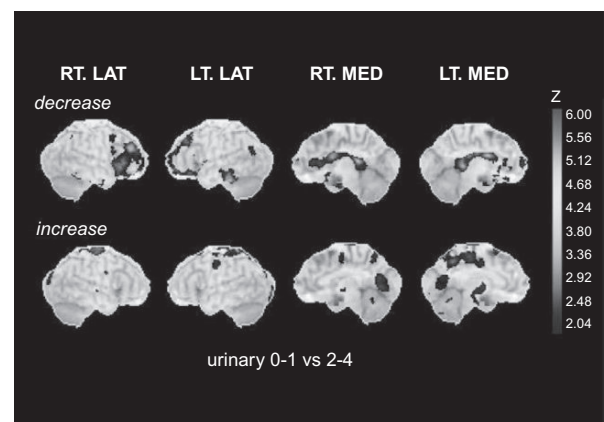 RT. LAT LT. LAT RT. MED LT. MED
decrease
Z
6.00
5.56
5.12
4.68
4.24
3.80
3.36
2.92
2.48
2.04
increase
urinary 0-1 vs 2-4